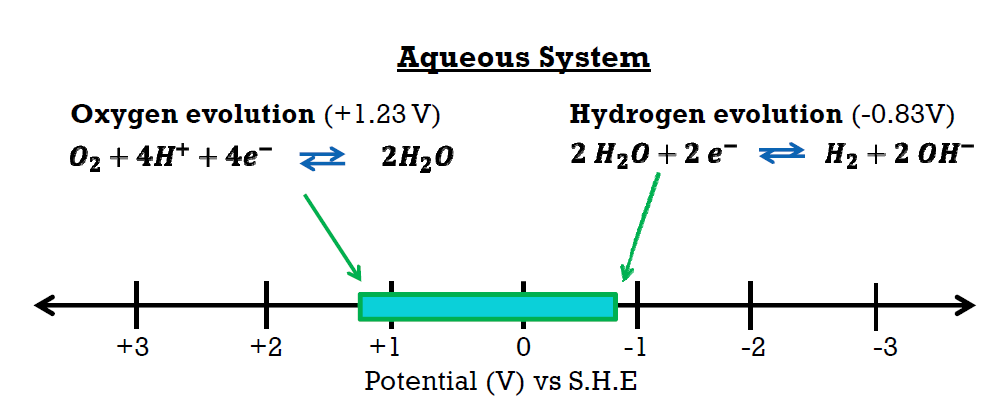 Aqueous System
Oxygen evolution (+1.23 V)
O₂ + 4H⁺ + 4e⁻ ⇌ 2H₂O
Hydrogen evolution (-0.83V)
2 H₂O + 2 e⁻ ⇌ H₂ + 2 OH⁻
+3 +2 +1 0 -1 -2 -3
Potential (V) vs S.H.E